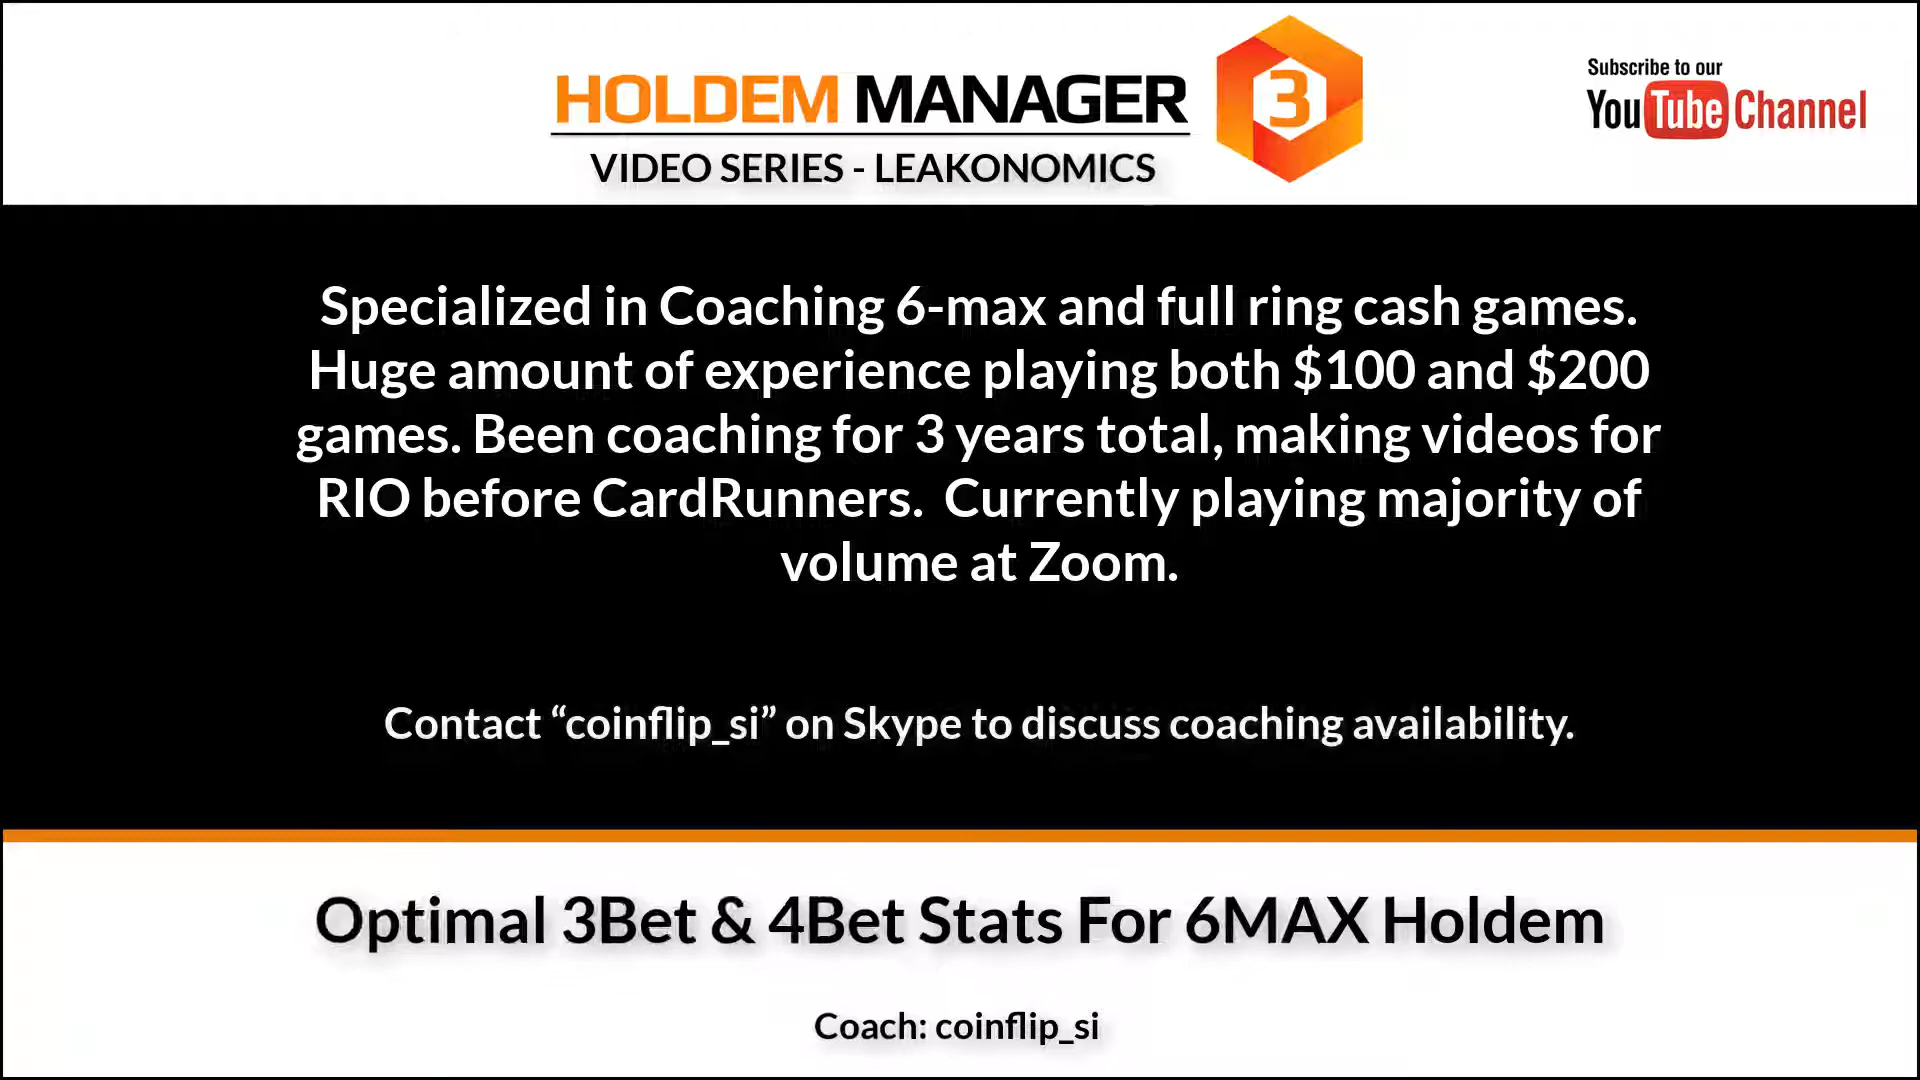 HOLDEM MANAGER 3
VIDEO SERIES - LEAKONOMICS
Subscribe to our
YouTube Channel
Specialized in Coaching 6-max and full ring cash games.
Huge amount of experience playing both $100 and $200
games. Been coaching for 3 years total, making videos for
RIO before CardRunners.  Currently playing majority of
volume at Zoom.
Contact “coinflip_si” on Skype to discuss coaching availability.
Optimal 3Bet & 4Bet Stats For 6MAX Holdem
Coach: coinflip_si